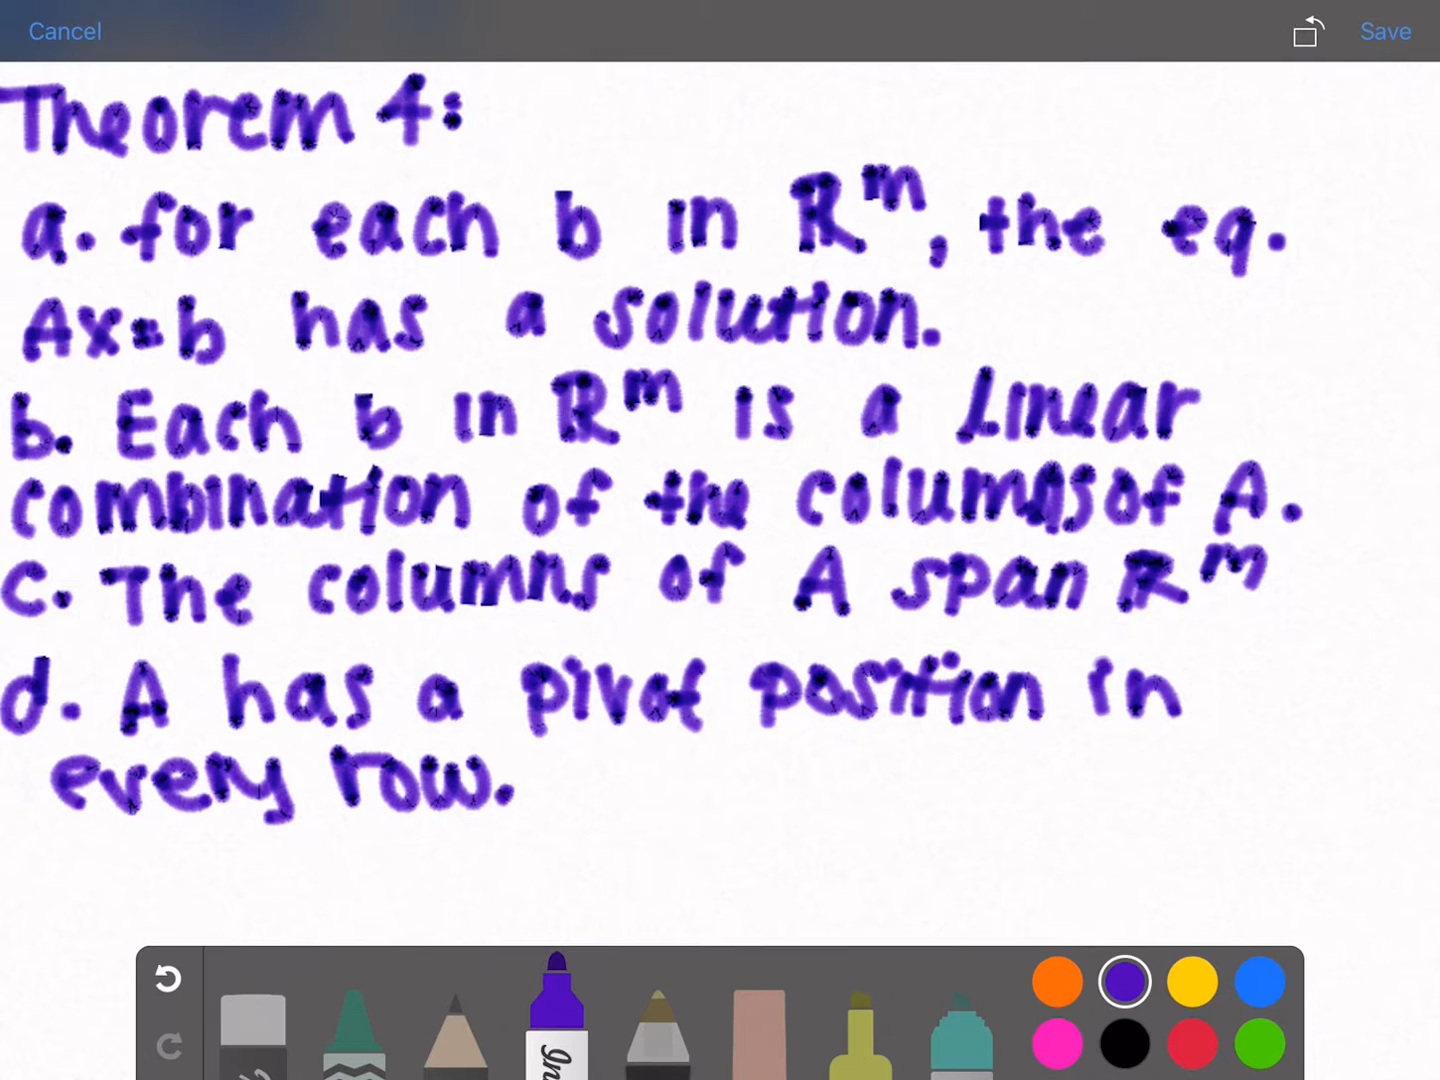 Cancel
Save
Theorem 4:
a. for each b in ℝᵐ, the eq.
Ax=b has a solution.
b. Each b in ℝᵐ is a Linear
combination of the columns of A.
c. The columns of A span ℝᵐ
d. A has a pivot position in
every row.